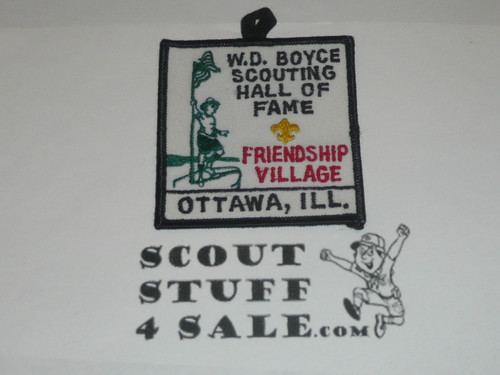 W.D. BOYCE
SCOUTING
HALL OF
FAME
FRIENDSHIP
VILLAGE
OTTAWA, ILL.
SCOUT
STUFF
4 SALE.COM